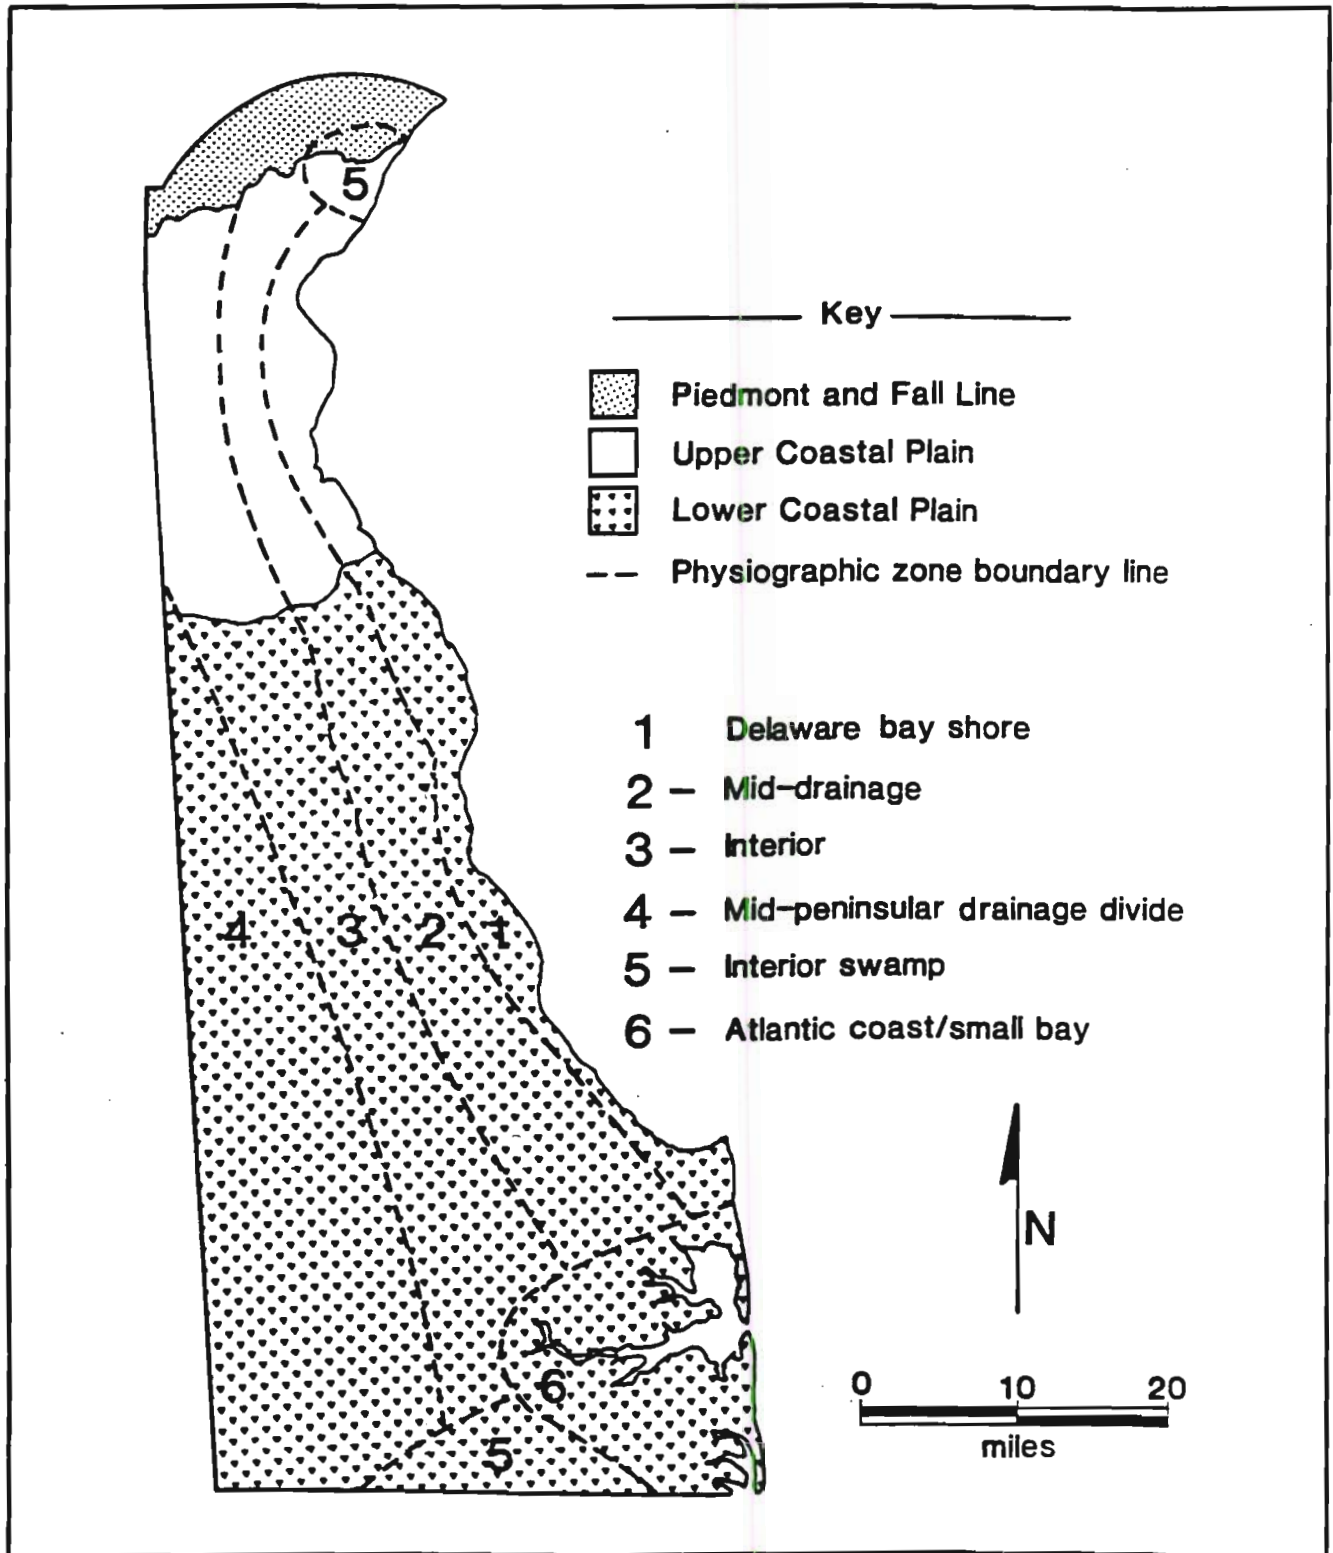 5
Key
Piedmont and Fall Line
Upper Coastal Plain
Lower Coastal Plain
Physiographic zone boundary line
1 Delaware bay shore
2 – Mid-drainage
3 – Interior
4 – Mid-peninsular drainage divide
5 – Interior swamp
6 – Atlantic coast/small bay
4 3 2 1
N
6
5
0 10 20
miles